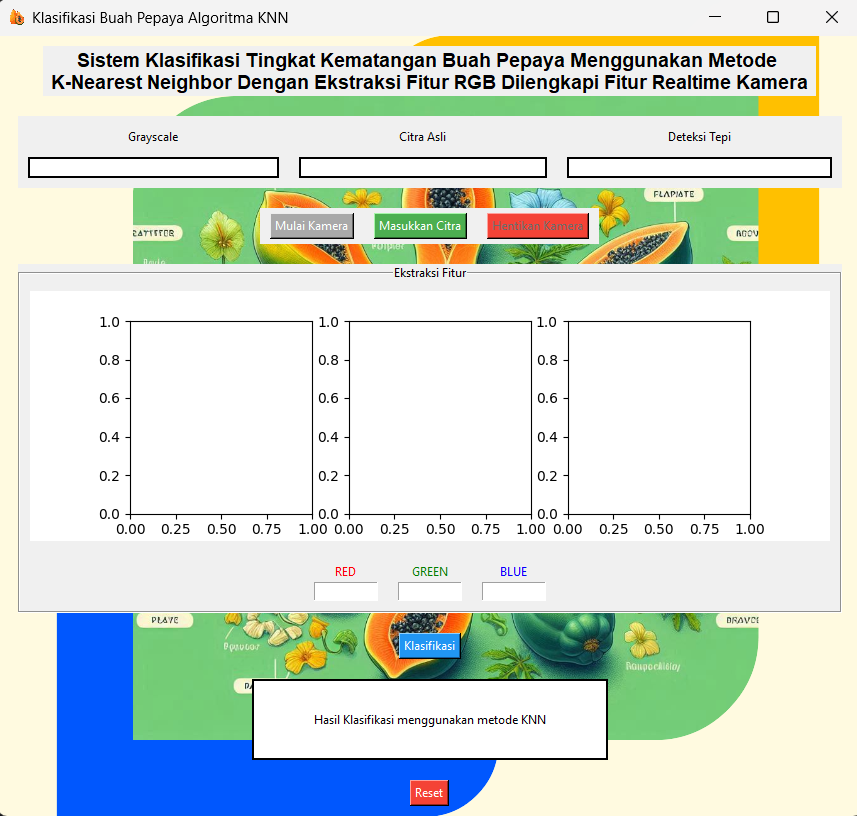 Klasifikasi Buah Pepaya Algoritma KNN
Sistem Klasifikasi Tingkat Kematangan Buah Pepaya Menggunakan Metode
K-Nearest Neighbor Dengan Ekstraksi Fitur RGB Dilengkapi Fitur Realtime Kamera
Grayscale Citra Asli Deteksi Tepi
FLAPIATE
Mulai Kamera Masukkan Citra Hentikan Kamera
Ekstraksi Fitur
1.0 1.0 1.0
0.8 0.8 0.8
0.6 0.6 0.6
0.4 0.4 0.4
0.2 0.2 0.2
0.0 0.0 0.0
0.00 0.25 0.50 0.75 1.00 0.00 0.25 0.50 0.75 1.00 0.00 0.25 0.50 0.75 1.00
RED GREEN BLUE
PLAYE
Klasifikasi
Hasil Klasifikasi menggunakan metode KNN
Reset